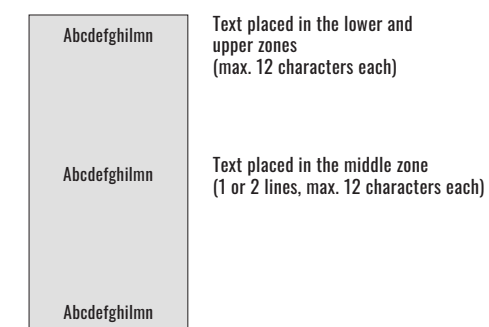 Abcdefghilmn
Text placed in the lower and
upper zones
(max. 12 characters each)
Abcdefghilmn
Text placed in the middle zone
(1 or 2 lines, max. 12 characters each)
Abcdefghilmn